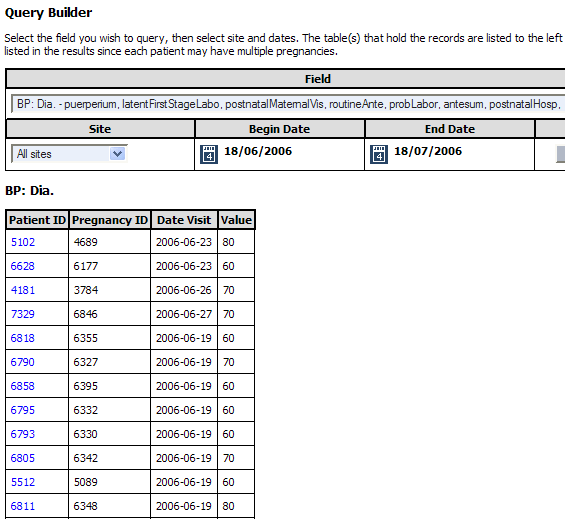 Query Builder
Select the field you wish to query, then select site and dates. The table(s) that hold the records are listed to the left
listed in the results since each patient may have multiple pregnancies.
Field
BP: Dia. - puerperium, latentFirstStageLabo, postnatalMaternalVis, routineAnte, probLabor, antesum, postnatalHosp,
Site Begin Date End Date
All sites 18/06/2006 18/07/2006
BP: Dia.
Patient ID Pregnancy ID Date Visit Value
5102 4689 2006-06-23 80
6628 6177 2006-06-23 60
4181 3784 2006-06-26 70
7329 6846 2006-06-27 70
6818 6355 2006-06-19 60
6790 6327 2006-06-19 70
6858 6395 2006-06-19 60
6795 6332 2006-06-19 60
6793 6330 2006-06-19 60
6805 6342 2006-06-19 70
5512 5089 2006-06-19 60
6811 6348 2006-06-19 80